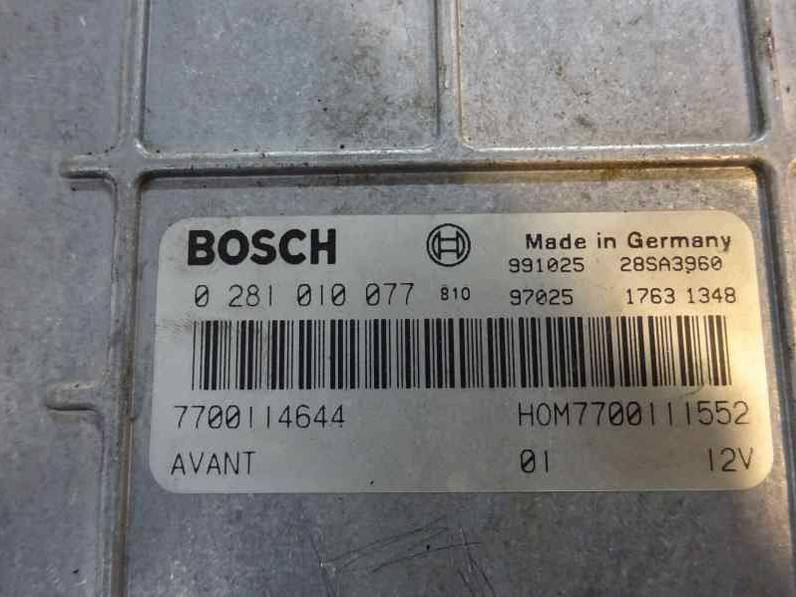 BOSCH Made in Germany
991025 28SA3960
0 281 010 077 810 97025 1763 1348
7700114644 HOM7700111552
AVANT 01 12V